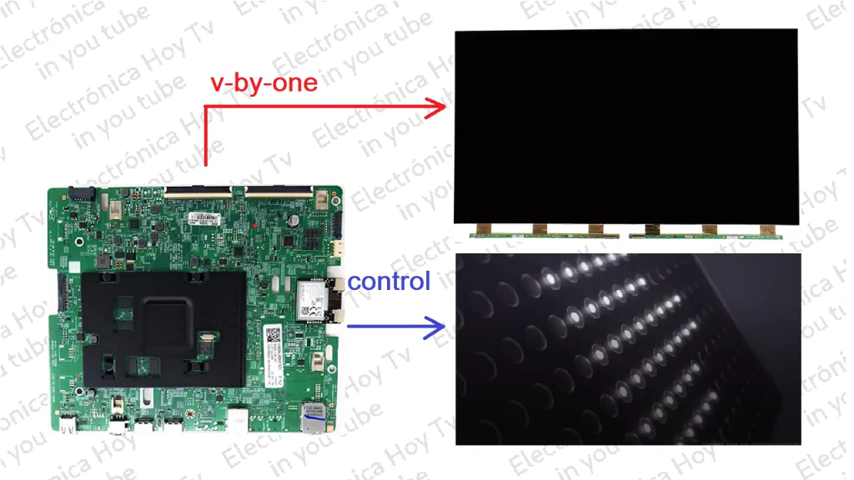 Electrónica Hoy Tv
in you tube
v-by-one
control